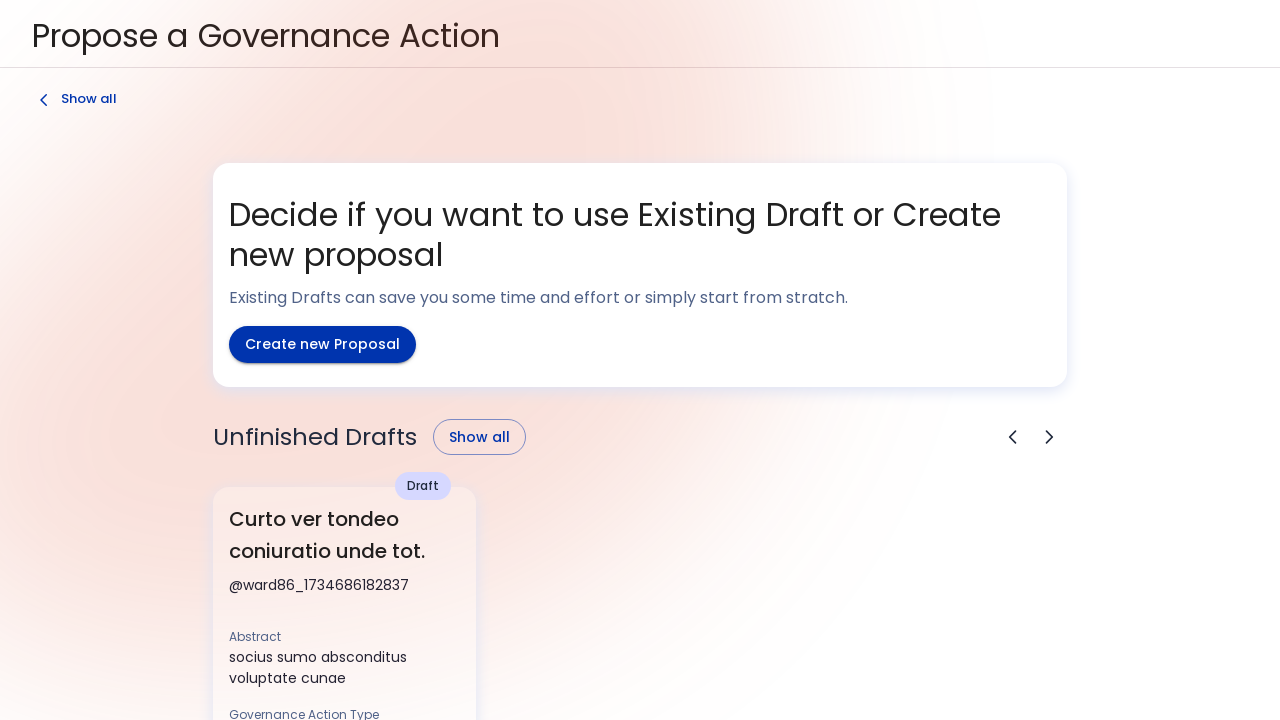 Propose a Governance Action
Show all
Decide if you want to use Existing Draft or Create
new proposal
Existing Drafts can save you some time and effort or simply start from stratch.
Create new Proposal
Unfinished Drafts
Show all
Draft
Curto ver tondeo
coniuratio unde tot.
@ward86_1734686182837
Abstract
socius sumo absconditus
voluptate cunae
Governance Action Type